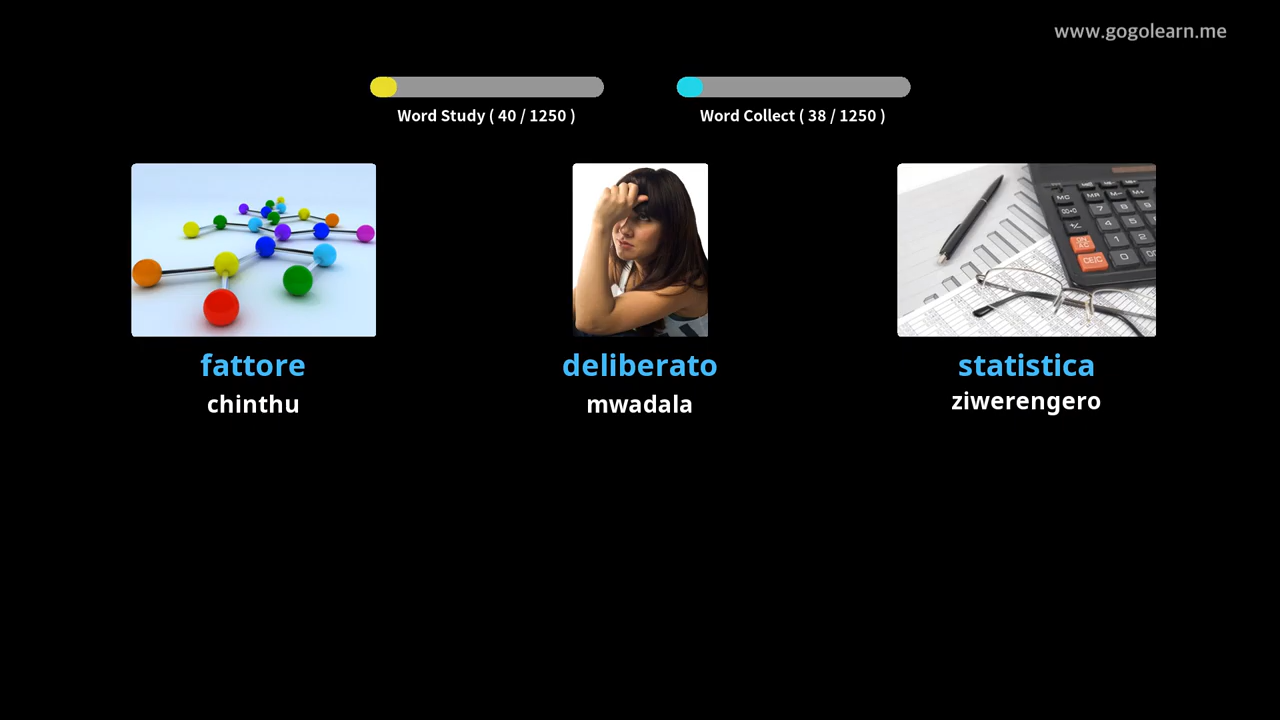 www.gogolearn.me
Word Study ( 40 / 1250 )
Word Collect ( 38 / 1250 )
fattore
chinthu
deliberato
mwadala
statistica
ziwerengero